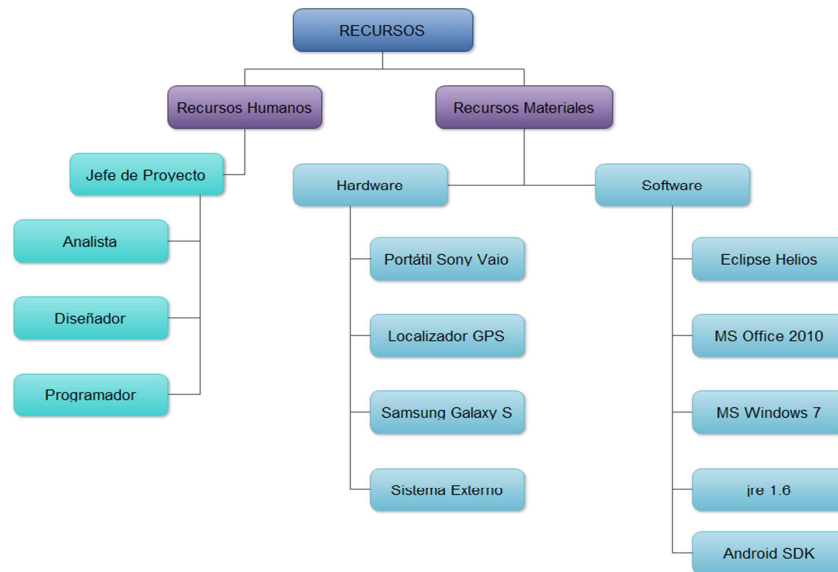 RECURSOS
Recursos Humanos
Recursos Materiales
Jefe de Proyecto
Hardware
Software
Analista
Portátil Sony Vaio
Eclipse Helios
Diseñador
Localizador GPS
MS Office 2010
Programador
Samsung Galaxy S
MS Windows 7
Sistema Externo
jre 1.6
Android SDK